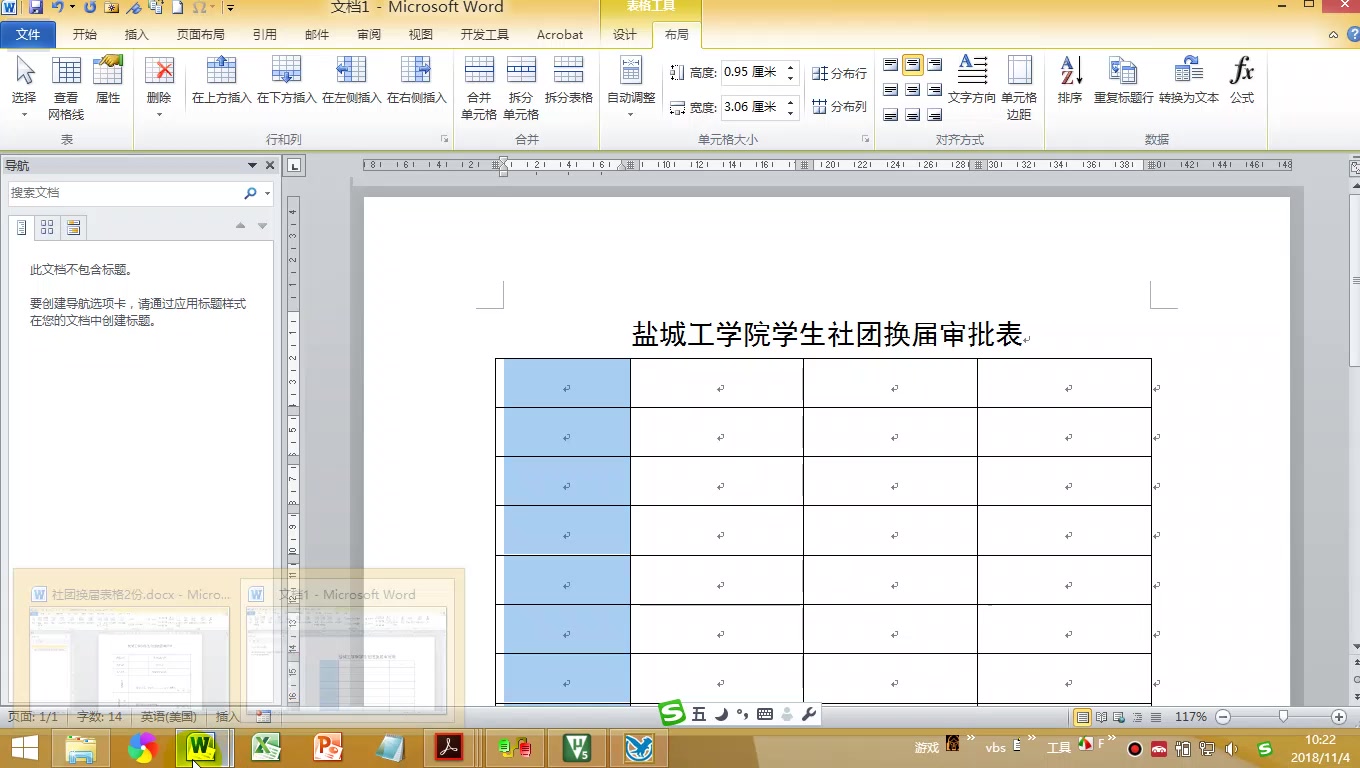 文档1 - Microsoft Word
表格工具
文件 开始 插入 页面布局 引用 邮件 审阅 视图 开发工具 Acrobat 设计 布局
选择 查看网格线 属性 删除 在上方插入 在下方插入 在左侧插入 在右侧插入 合并单元格 拆分单元格 拆分表格 自动调整
高度: 0.95 厘米 分布行
宽度: 3.06 厘米 分布列
文字方向 单元格边距 排序 重复标题行 转换为文本 公式
表 行和列 合并 单元格大小 对齐方式 数据
导航
搜索文档
此文档不包含标题。
要创建导航选项卡，请通过应用标题样式
在您的文档中创建标题。
盐城工学院学生社团换届审批表
社团换届表格2份.docx - Micro...
文档1 - Microsoft Word
页面: 1/1 字数: 14 英语(美国) 插入
五
117%
游戏 vbs 工具
10:22
2018/11/4